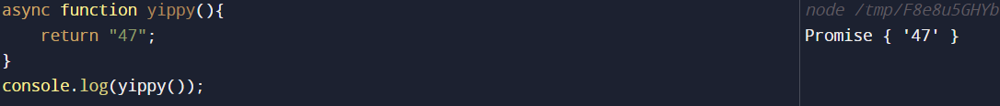 async function yippy(){
    return "47";
}
console.log(yippy());
node /tmp/F8e8u5GHYb
Promise { '47' }